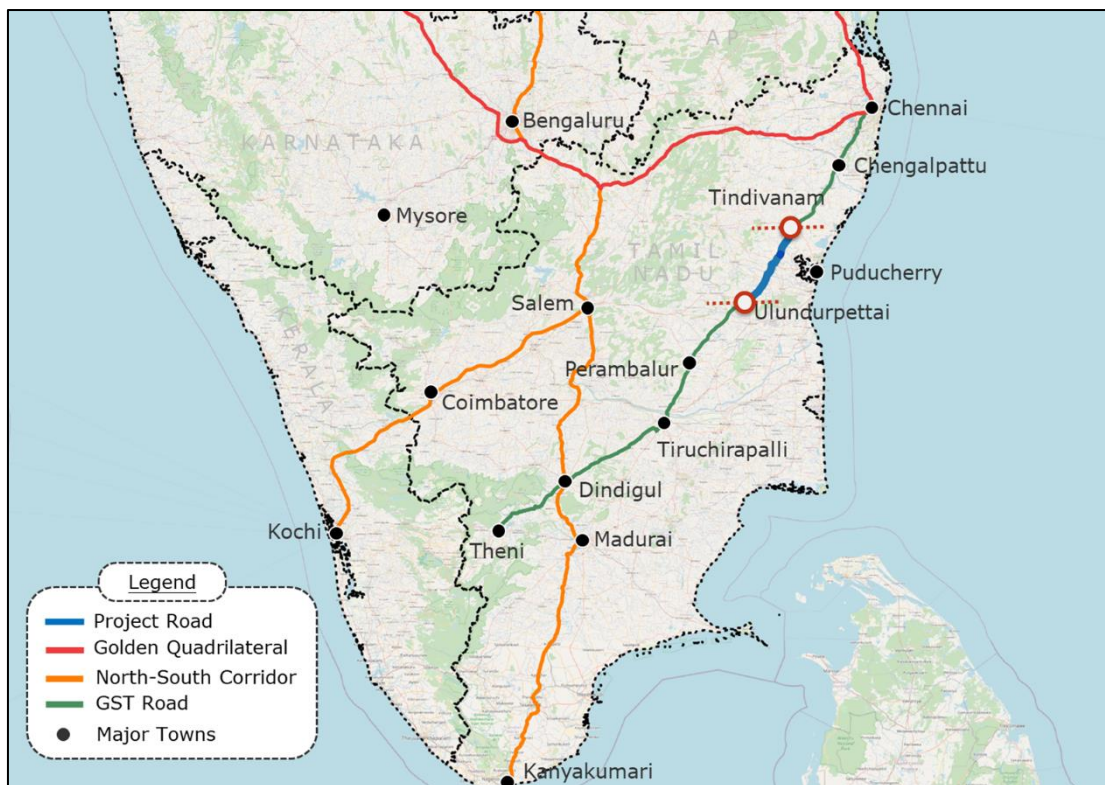 AP
Bengaluru
Chennai
KARNATAKA
Chengalpattu
Tindivanam
Mysore
TAMIL
NADU
Puducherry
Salem
Ulundurpettai
KERALA
Perambalur
Coimbatore
Tiruchirapalli
Dindigul
Kochi
Theni
Madurai
Legend
Project Road
Golden Quadrilateral
North-South Corridor
GST Road
Major Towns
Kanyakumari